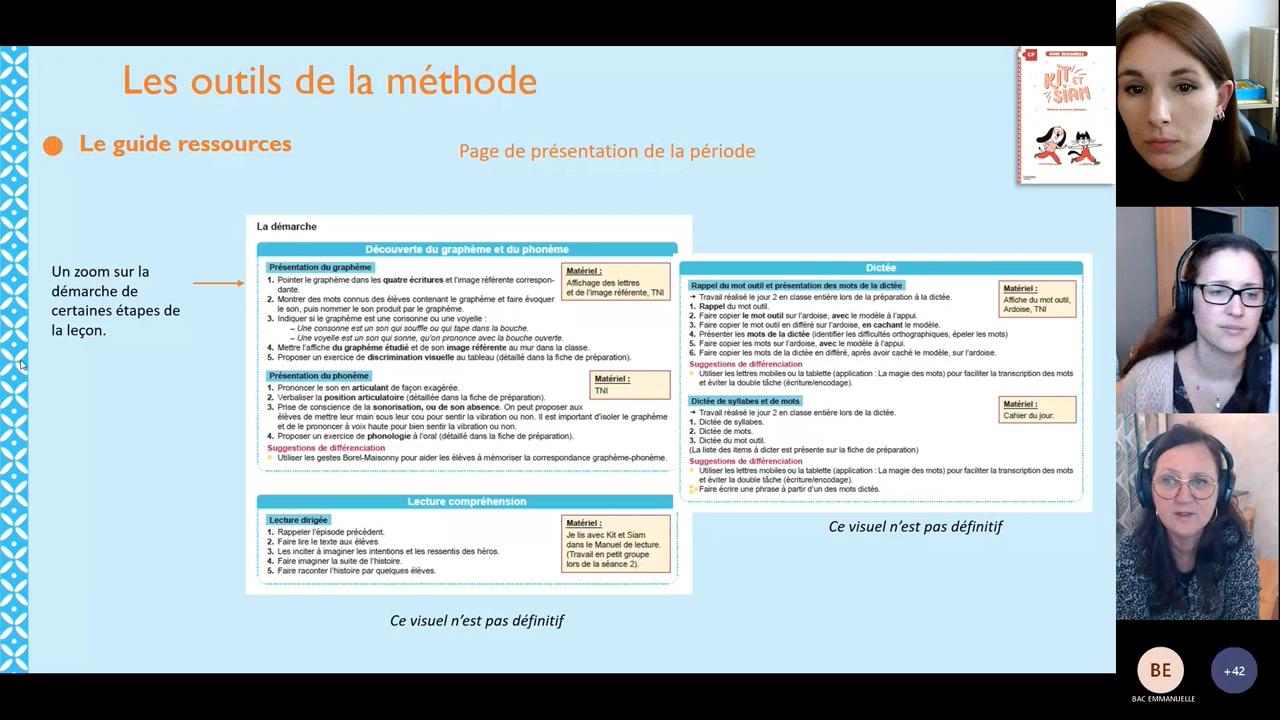 Les outils de la méthode
Le guide ressources
Page de présentation de la période
CP
GUIDE RESSOURCES
KIT ET
SIAM
Un zoom sur la
démarche de
certaines étapes de
la leçon.
La démarche
Découverte du graphème et du phonème
Présentation du graphème
1. Pointer le graphème dans les quatre écritures et l'image référente correspon-
dante.
2. Montrer des mots connus des élèves contenant le graphème et faire évoquer
le son, puis nommer le son produit par le graphème.
3. Indiquer si le graphème est une consonne ou une voyelle :
– Une consonne est un son qui souffle ou qui tape dans la bouche.
– Une voyelle est un son qui sonne, qu'on prononce avec la bouche ouverte.
4. Mettre l'affiche du graphème étudié et de son image référente au mur dans la classe.
5. Proposer un exercice de discrimination visuelle au tableau (détaillé dans la fiche de préparation).
Matériel :
Affichage des lettres
et de l'image référente, TNI
Présentation du phonème
1. Prononcer le son en articulant de façon exagérée.
2. Verbaliser la position articulatoire (détaillée dans la fiche de préparation).
3. Prise de conscience de la sonorisation, ou de son absence. On peut proposer aux
élèves de mettre leur main sous leur cou pour sentir la vibration ou non. Il est important d'isoler le graphème
et de le prononcer à voix haute pour bien sentir la vibration ou non.
4. Proposer un exercice de phonologie à l'oral (détaillé dans la fiche de préparation).
Suggestions de différenciation
Utiliser les gestes Borel-Maisonny pour aider les élèves à mémoriser la correspondance graphème-phonème.
Matériel :
TNI
Lecture compréhension
Lecture dirigée
1. Rappeler l'épisode précédent.
2. Faire lire le texte aux élèves
3. Les inciter à imaginer les intentions et les ressentis des héros.
4. Faire imaginer la suite de l'histoire.
5. Faire raconter l'histoire par quelques élèves.
Matériel :
Je lis avec Kit et Siam
dans le Manuel de lecture.
(Travail en petit groupe
lors de la séance 2).
Ce visuel n'est pas définitif
Dictée
Rappel du mot outil et présentation des mots de la dictée
→ Travail réalisé le jour 2 en classe entière lors de la préparation à la dictée.
1. Rappel du mot outil.
2. Faire copier le mot outil sur l'ardoise, avec le modèle à l'appui.
3. Faire copier le mot outil en différé sur l'ardoise, en cachant le modèle.
4. Présenter les mots de la dictée (identifier les difficultés orthographiques, épeler les mots)
5. Faire copier les mots sur l'ardoise, avec le modèle à l'appui.
6. Faire copier les mots de la dictée en différé, après avoir caché le modèle, sur l'ardoise.
Suggestions de différenciation
Utiliser les lettres mobiles ou la tablette (application : La magie des mots) pour faciliter la transcription des mots
et éviter la double tâche (écriture/encodage).
Matériel :
Affiche du mot outil,
Ardoise, TNI
Dictée de syllabes et de mots
→ Travail réalisé le jour 2 en classe entière lors de la dictée.
1. Dictée de syllabes.
2. Dictée de mots.
3. Dictée du mot outil.
(La liste des items à dicter est présente sur la fiche de préparation)
Suggestions de différenciation
Utiliser les lettres mobiles ou la tablette (application : La magie des mots) pour faciliter la transcription des mots
et éviter la double tâche (écriture/encodage).
Faire écrire une phrase à partir d'un des mots dictés.
Matériel :
Cahier du jour.
Ce visuel n'est pas définitif
BE
BAC EMMANUELLE
+42